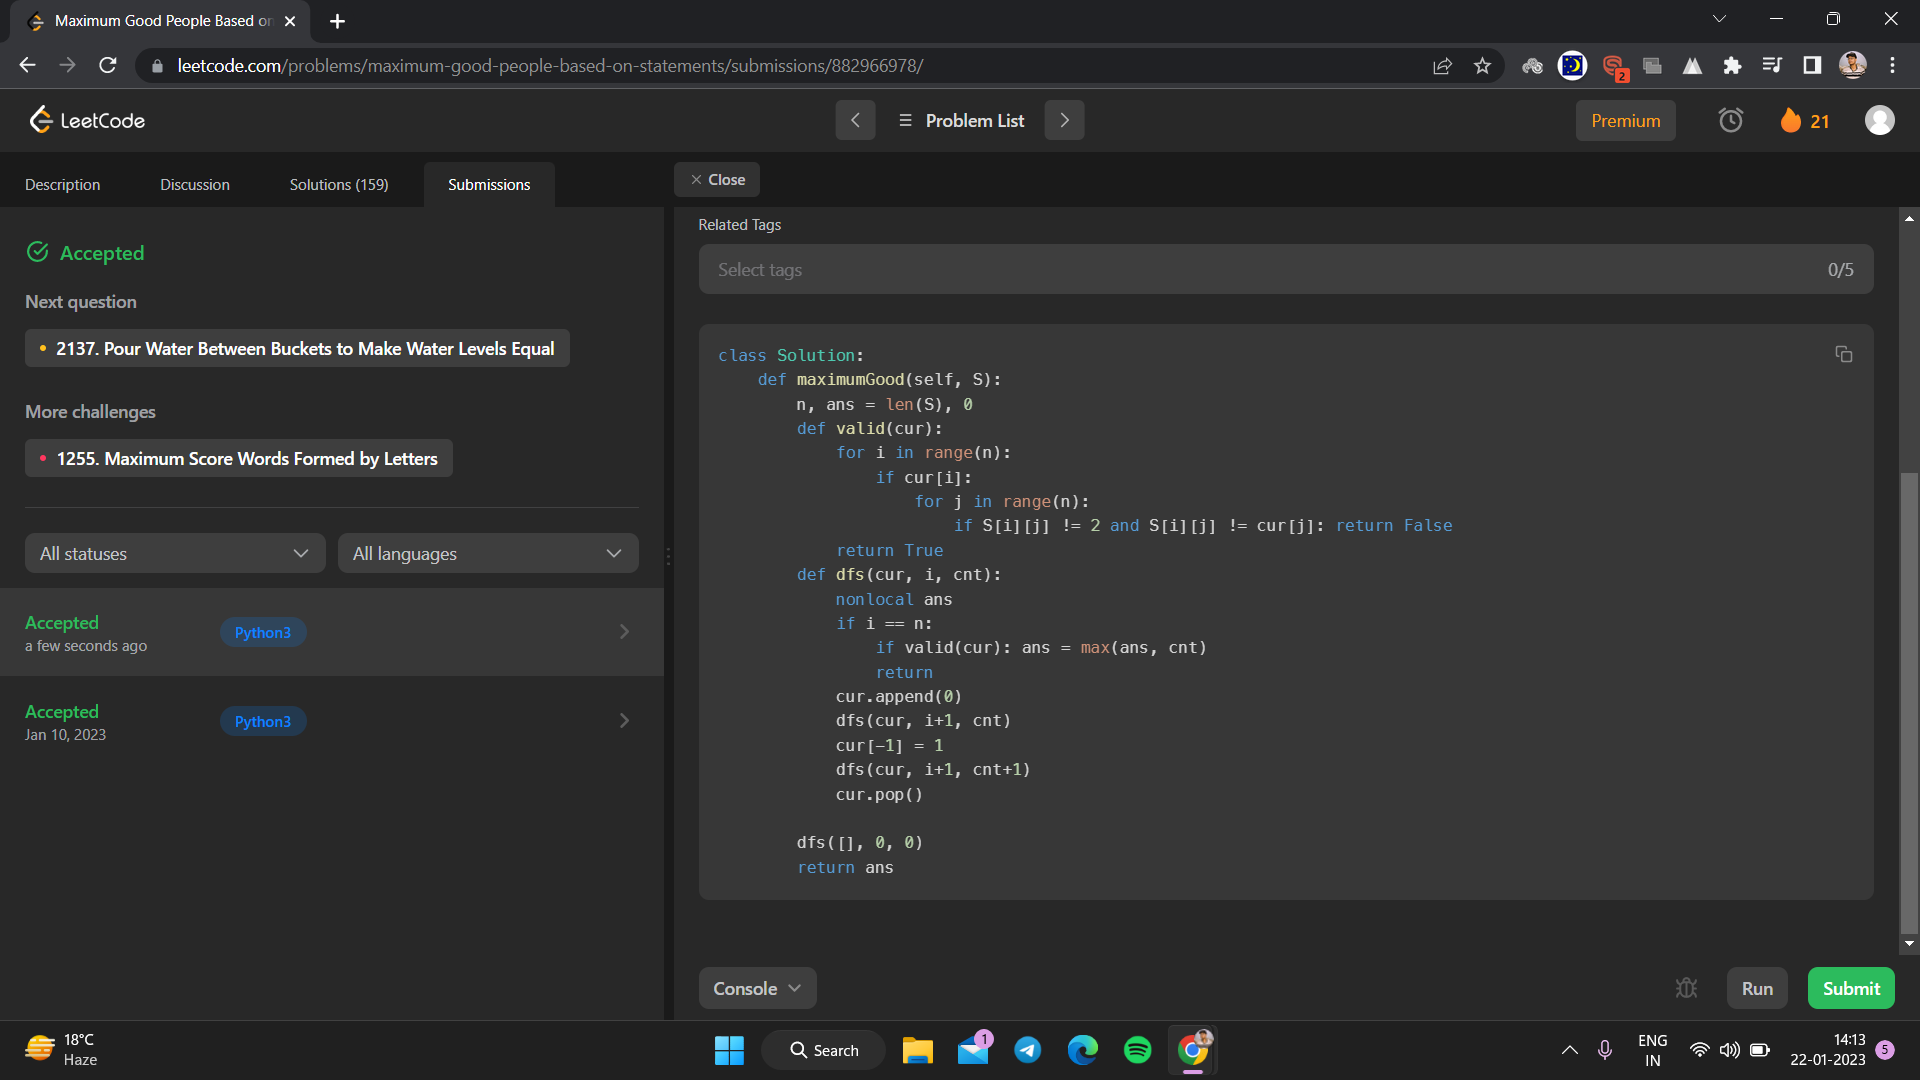 Maximum Good People Based on
leetcode.com/problems/maximum-good-people-based-on-statements/submissions/882966978/
2
LeetCode
Problem List
Premium
21
Description
Discussion
Solutions (159)
Submissions
Close
Accepted
Next question
2137. Pour Water Between Buckets to Make Water Levels Equal
More challenges
1255. Maximum Score Words Formed by Letters
All statuses
All languages
Accepted
Python3
a few seconds ago
Accepted
Python3
Jan 10, 2023
Related Tags
Select tags
0/5
class Solution:
    def maximumGood(self, S):
        n, ans = len(S), 0
        def valid(cur):
            for i in range(n):
                if cur[i]:
                    for j in range(n):
                        if S[i][j] != 2 and S[i][j] != cur[j]: return False
            return True
        def dfs(cur, i, cnt):
            nonlocal ans
            if i == n:
                if valid(cur): ans = max(ans, cnt)
                return
            cur.append(0)
            dfs(cur, i+1, cnt)
            cur[-1] = 1
            dfs(cur, i+1, cnt+1)
            cur.pop()
        dfs([], 0, 0)
        return ans
Console
Run
Submit
18°C
Haze
Search
1
ENG
IN
14:13
22-01-2023
5